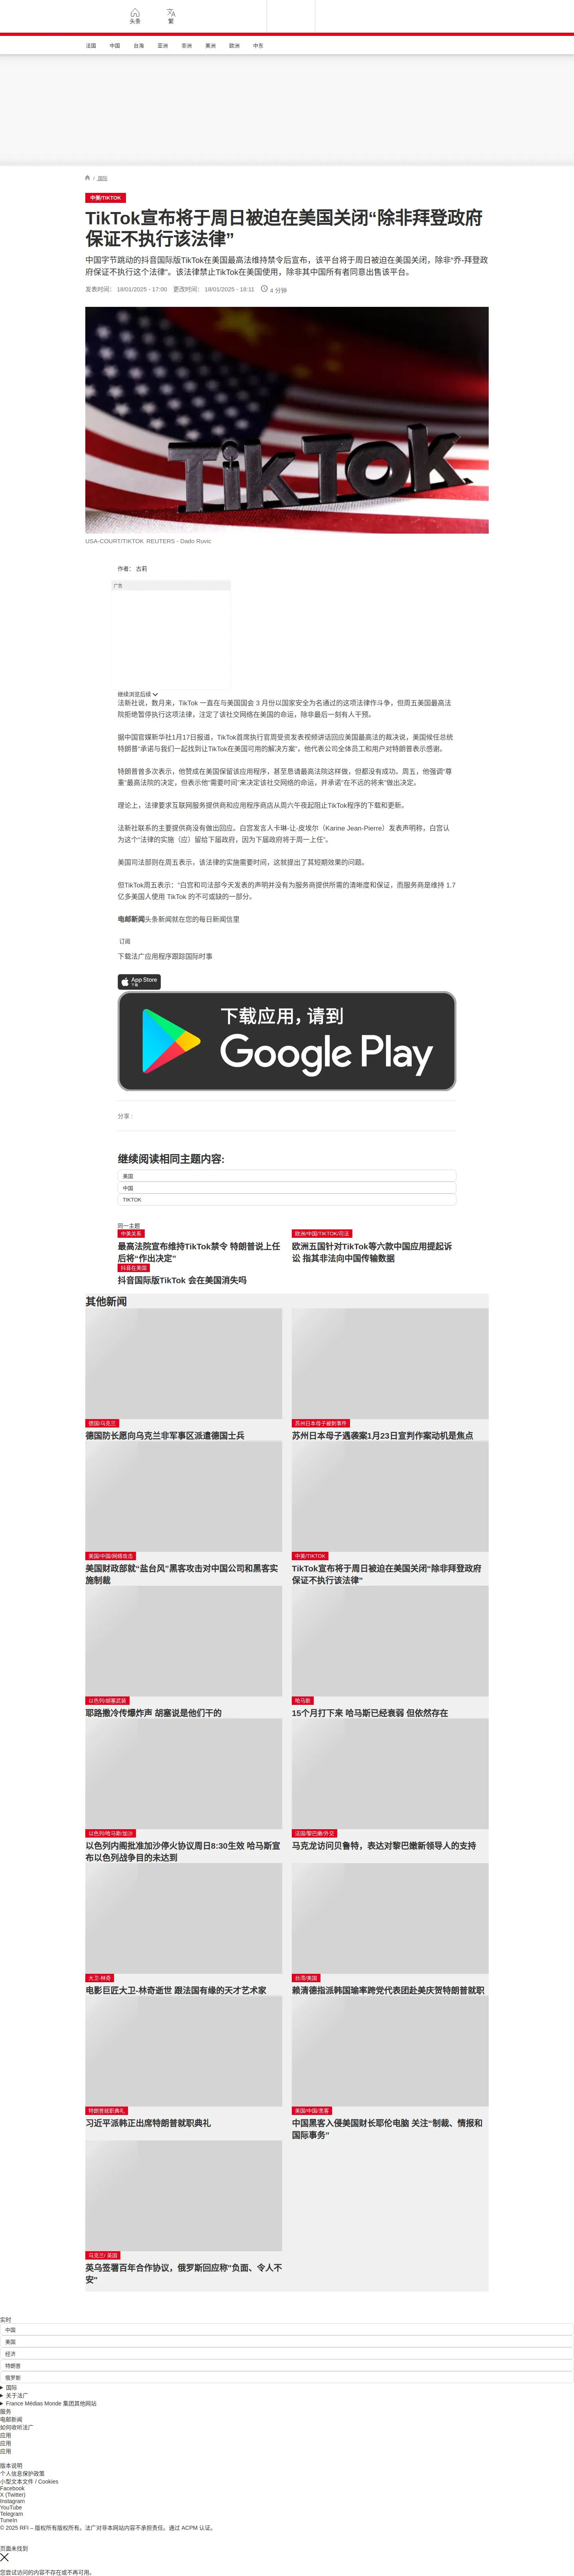 头条
繁
法国
中国
台海
亚洲
非洲
美洲
欧洲
中东
/ 国际
中美/TIKTOK
TikTok宣布将于周日被迫在美国关闭“除非拜登政府
保证不执行该法律”
中国字节跳动的抖音国际版TikTok在美国最高法维持禁令后宣布，该平台将于周日被迫在美国关闭，除非“乔-拜登政
府保证不执行这个法律”。该法律禁止TikTok在美国使用，除非其中国所有者同意出售该平台。
发表时间： 18/01/2025 - 17:00 更改时间： 18/01/2025 - 18:11 4 分钟
TIKTOK
USA-COURT/TIKTOK REUTERS - Dado Ruvic
作者： 古莉
广告
继续浏览后续
法新社说，数月来，TikTok 一直在与美国国会 3 月份以国家安全为名通过的这项法律作斗争，但周五美国最高法
院拒绝暂停执行这项法律，注定了该社交网络在美国的命运，除非最后一刻有人干预。
据中国官媒新华社1月17日报道，TikTok首席执行官周受资发表视频讲话回应美国最高法的裁决说，美国候任总统
特朗普“承诺与我们一起找到让TikTok在美国可用的解决方案”，他代表公司全体员工和用户对特朗普表示感谢。
特朗普曾多次表示，他赞成在美国保留该应用程序，甚至恳请最高法院这样做，但都没有成功。周五，他强调“尊
重”最高法院的决定，但表示他“需要时间”来决定该社交网络的命运，并承诺“在不远的将来”做出决定。
理论上，法律要求互联网服务提供商和应用程序商店从周六午夜起阻止TikTok程序的下载和更新。
法新社联系的主要提供商没有做出回应。白宫发言人卡琳-让-皮埃尔（Karine Jean-Pierre）发表声明称，白宫认
为这个“法律的实施（应）留给下届政府，因为下届政府将于周一上任”。
美国司法部则在周五表示，该法律的实施需要时间，这就提出了其短期效果的问题。
但TikTok周五表示：“白宫和司法部今天发表的声明并没有为服务商提供所需的清晰度和保证，而服务商是维持 1.7
亿多美国人使用 TikTok 的不可或缺的一部分。
电邮新闻头条新闻就在您的每日新闻信里
订阅
下载法广应用程序跟踪国际时事
App Store
下载
下载应用，请到
Google Play
分享 :
继续阅读相同主题内容:
美国
中国
TIKTOK
同一主题
中美关系
最高法院宣布维持TikTok禁令 特朗普说上任
后将“作出决定”
欧洲/中国/TIKTOK/司法
欧洲五国针对TikTok等六款中国应用提起诉
讼 指其非法向中国传输数据
抖音在美国
抖音国际版TikTok 会在美国消失吗
其他新闻
德国/乌克兰
德国防长愿向乌克兰非军事区派遣德国士兵
苏州日本母子被刺事件
苏州日本母子遇袭案1月23日宣判作案动机是焦点
美国/中国/网络攻击
美国财政部就“盐台风”黑客攻击对中国公司和黑客实
施制裁
中美/TIKTOK
TikTok宣布将于周日被迫在美国关闭“除非拜登政府
保证不执行该法律”
以色列/胡塞武装
耶路撒冷传爆炸声 胡塞说是他们干的
哈马斯
15个月打下来 哈马斯已经衰弱 但依然存在
以色列/哈马斯/加沙
以色列内阁批准加沙停火协议周日8:30生效 哈马斯宣
布以色列战争目的未达到
法国/黎巴嫩/外交
马克龙访问贝鲁特，表达对黎巴嫩新领导人的支持
大卫-林奇
电影巨匠大卫-林奇逝世 跟法国有缘的天才艺术家
台湾/美国
赖清德指派韩国瑜率跨党代表团赴美庆贺特朗普就职
特朗普就职典礼
习近平派韩正出席特朗普就职典礼
美国/中国/黑客
中国黑客入侵美国财长耶伦电脑 关注“制裁、情报和
国际事务”
乌克兰/ 英国
英乌签署百年合作协议，俄罗斯回应称“负面、令人不
安”
实时
中国
美国
经济
特朗普
俄罗斯
国际
关于法广
France Médias Monde 集团其他网站
服务
电邮新闻
如何收听法广
应用
应用
应用
版本说明
个人信息保护政策
小型文本文件 / Cookies
Facebook
X (Twitter)
Instagram
YouTube
Telegram
TuneIn
© 2025 RFI – 版权所有版权所有。法广对非本网站内容不承担责任。通过 ACPM 认证。
页面未找到
您尝试访问的内容不存在或不再可用。